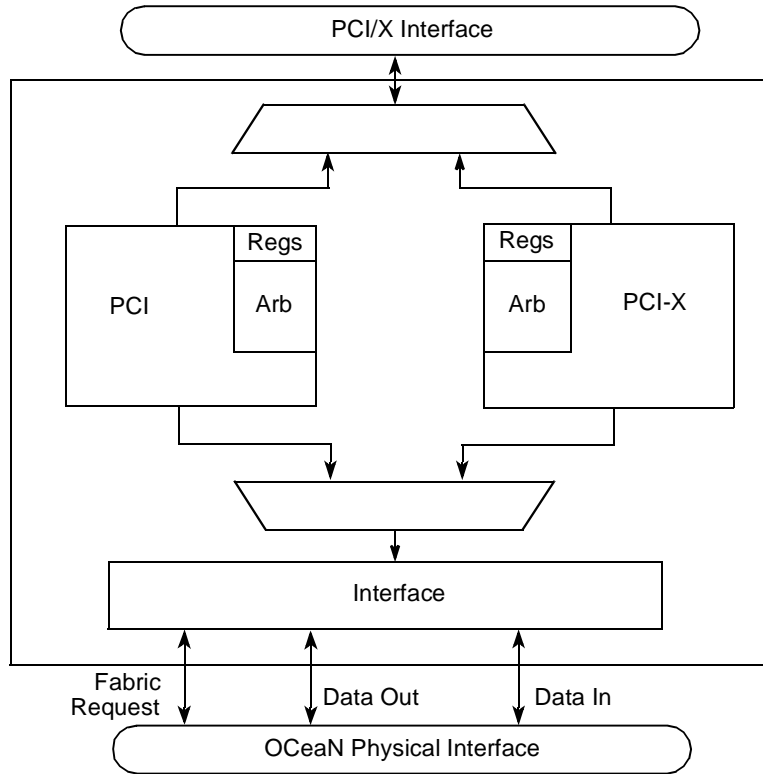 PCI/X Interface
Regs
Regs
PCI
Arb
Arb
PCI-X
Interface
Fabric
Request
Data Out
Data In
OCeaN Physical Interface